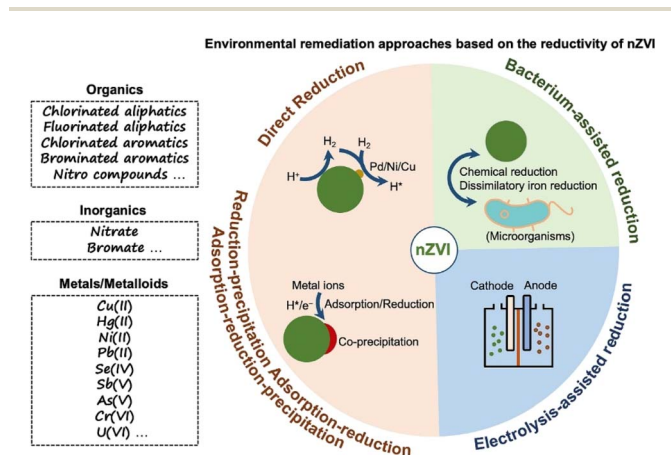 Environmental remediation approaches based on the reductivity of nZVI
Organics
Chlorinated aliphatics
Fluorinated aliphatics
Chlorinated aromatics
Brominated aromatics
Nitro compounds ...
Inorganics
Nitrate
Bromate ...
Metals/Metalloids
Cu(II)
Hg(II)
Ni(II)
Pb(II)
Se(IV)
Sb(V)
As(V)
Cr(VI)
U(VI) ...
Direct Reduction
H⁺
H₂
H₂
Pd/Ni/Cu
H*
Bacterium-assisted reduction
Chemical reduction
Dissimilatory iron reduction
(Microorganisms)
nZVI
Reduction-precipitation Adsorption-reduction
Adsorption-reduction-precipitation
Metal ions
H*/e⁻
Adsorption/Reduction
Co-precipitation
Cathode
Anode
Electrolysis-assisted reduction